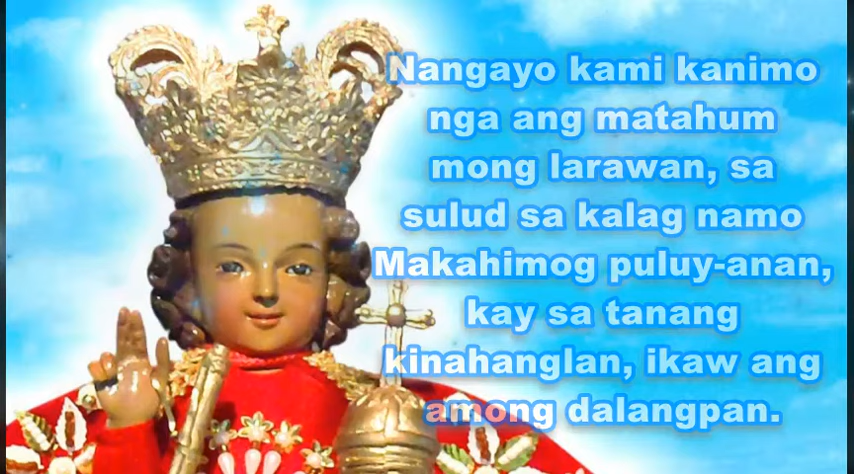 Nangayo kami kanimo
nga ang matahum
mong larawan, sa
sulud sa kalag namo
Makahimog puluy-anan,
kay sa tanang
kinahanglan, ikaw ang
among dalangpan.